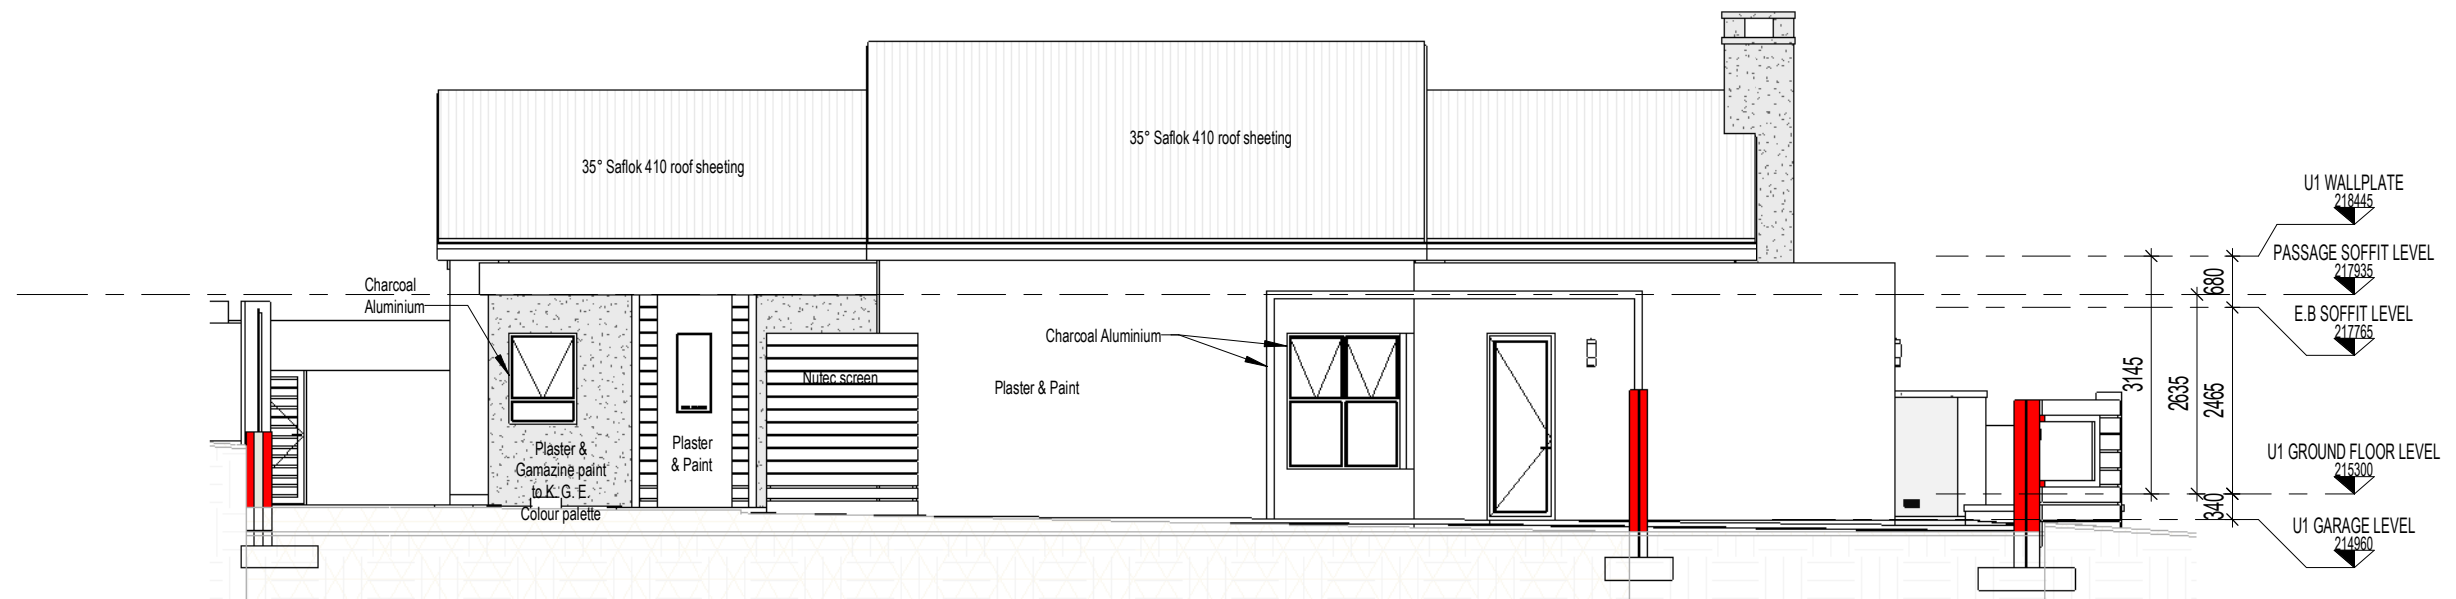 35° Saflok 410 roof sheeting
35° Saflok 410 roof sheeting
Charcoal
Aluminium
Charcoal Aluminium
Nutec screen
Plaster & Paint
Plaster &
Gamazine paint
to K. G. E.
Colour palette
Plaster
& Paint
U1 WALLPLATE
218445
PASSAGE SOFFIT LEVEL
217935
E.B SOFFIT LEVEL
217765
U1 GROUND FLOOR LEVEL
215300
U1 GARAGE LEVEL
214960
3145
2635
680
2465
340